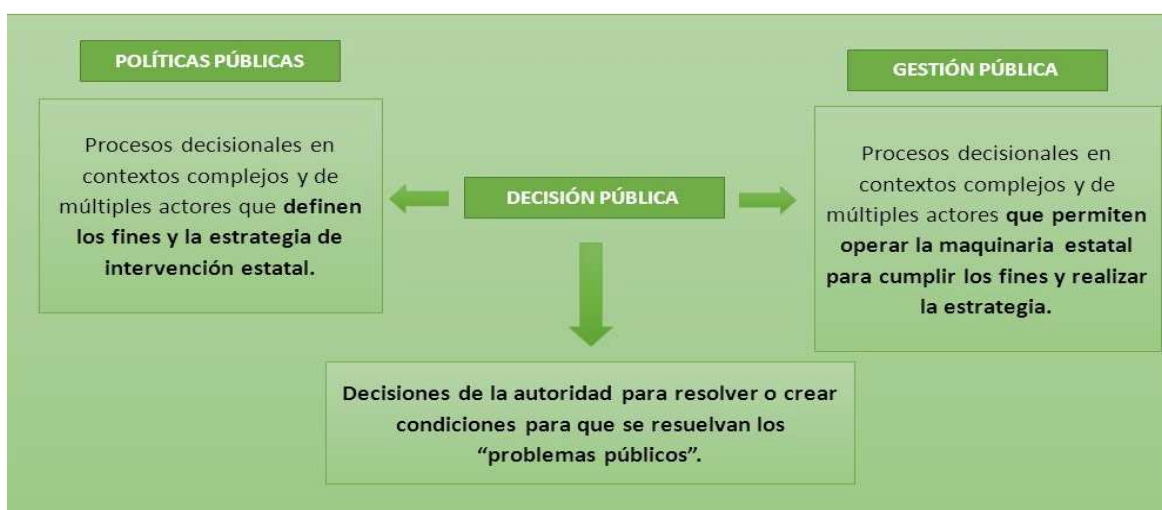 POLÍTICAS PÚBLICAS
Procesos decisionales en
contextos complejos y de
múltiples actores que definen
los fines y la estrategia de
intervención estatal.
DECISIÓN PÚBLICA
GESTIÓN PÚBLICA
Procesos decisionales en
contextos complejos y de
múltiples actores que permiten
operar la maquinaria estatal
para cumplir los fines y realizar
la estrategia.
Decisiones de la autoridad para resolver o crear
condiciones para que se resuelvan los
“problemas públicos”.